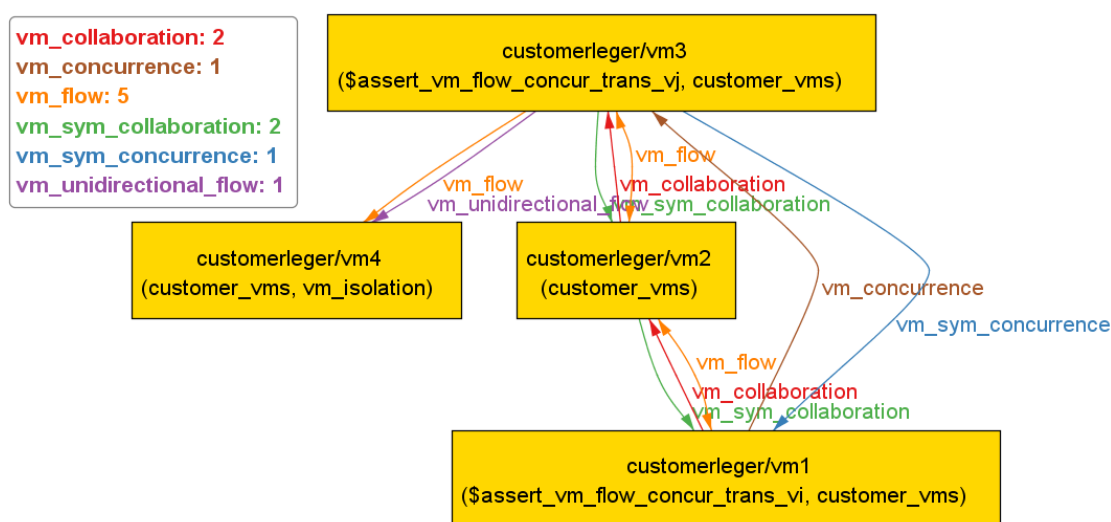 vm_collaboration: 2
vm_concurrence: 1
vm_flow: 5
vm_sym_collaboration: 2
vm_sym_concurrence: 1
vm_unidirectional_flow: 1
customerleger/vm3
($assert_vm_flow_concur_trans_vj, customer_vms)
vm_flow
vm_flow
vm_collaboration
vm_unidirectional_flow
vm_sym_collaboration
customerleger/vm4
(customer_vms, vm_isolation)
customerleger/vm2
(customer_vms)
vm_concurrence
vm_sym_concurrence
vm_flow
vm_collaboration
vm_sym_collaboration
customerleger/vm1
($assert_vm_flow_concur_trans_vi, customer_vms)